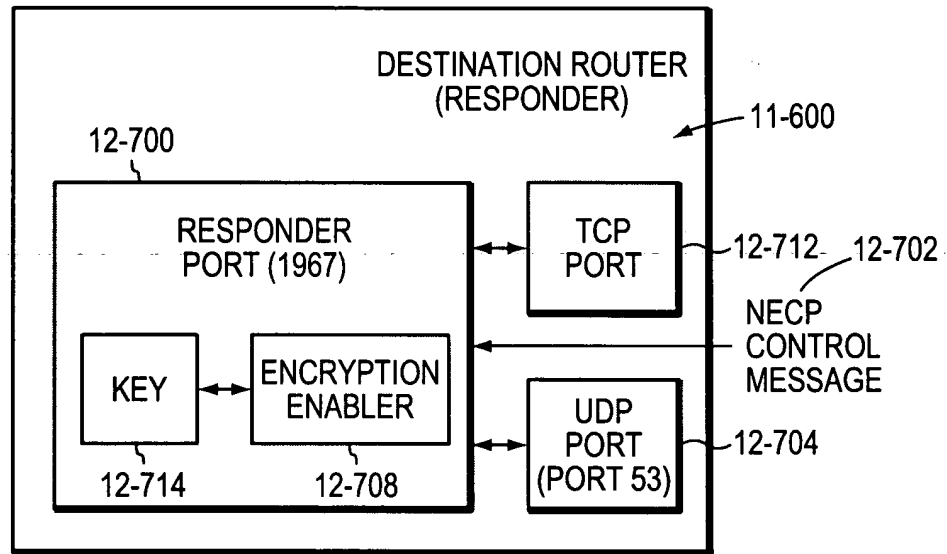 DESTINATION ROUTER
(RESPONDER)
11-600
12-700
RESPONDER
PORT (1967)
TCP
PORT
12-712
12-702
NECP
CONTROL
MESSAGE
KEY
ENCRYPTION
ENABLER
UDP
PORT
(PORT 53)
12-704
12-714
12-708